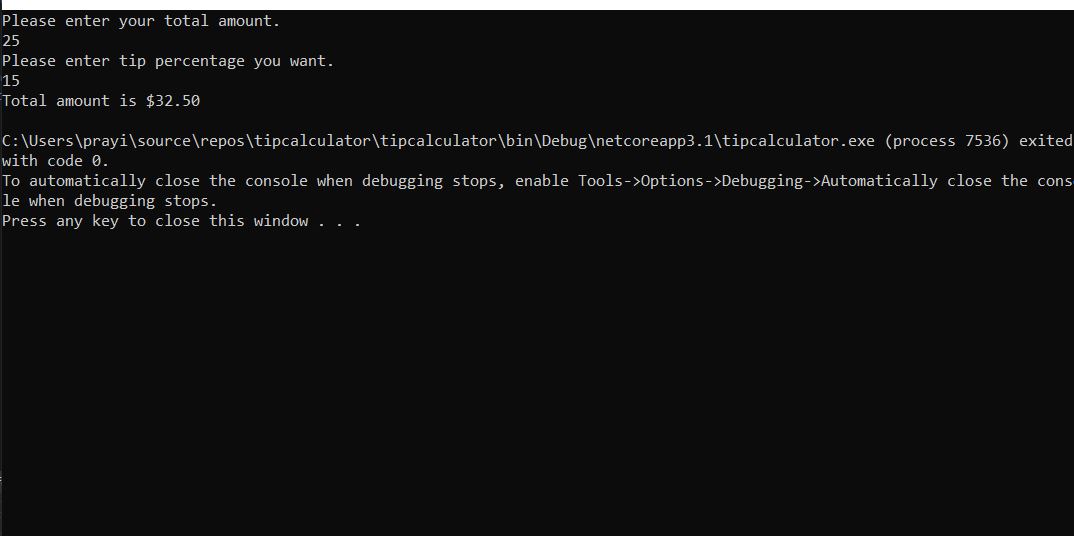 Please enter your total amount.
25
Please enter tip percentage you want.
15
Total amount is $32.50
C:\Users\prayi\source\repos\tipcalculator\tipcalculator\bin\Debug\netcoreapp3.1\tipcalculator.exe (process 7536) exited
with code 0.
To automatically close the console when debugging stops, enable Tools->Options->Debugging->Automatically close the conso
le when debugging stops.
Press any key to close this window . . .